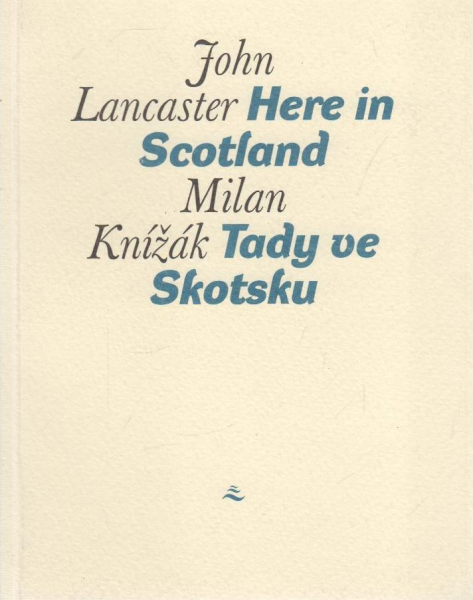 John
Lancaster Here in
Scotland
Milan
Knížák Tady ve
Skotsku